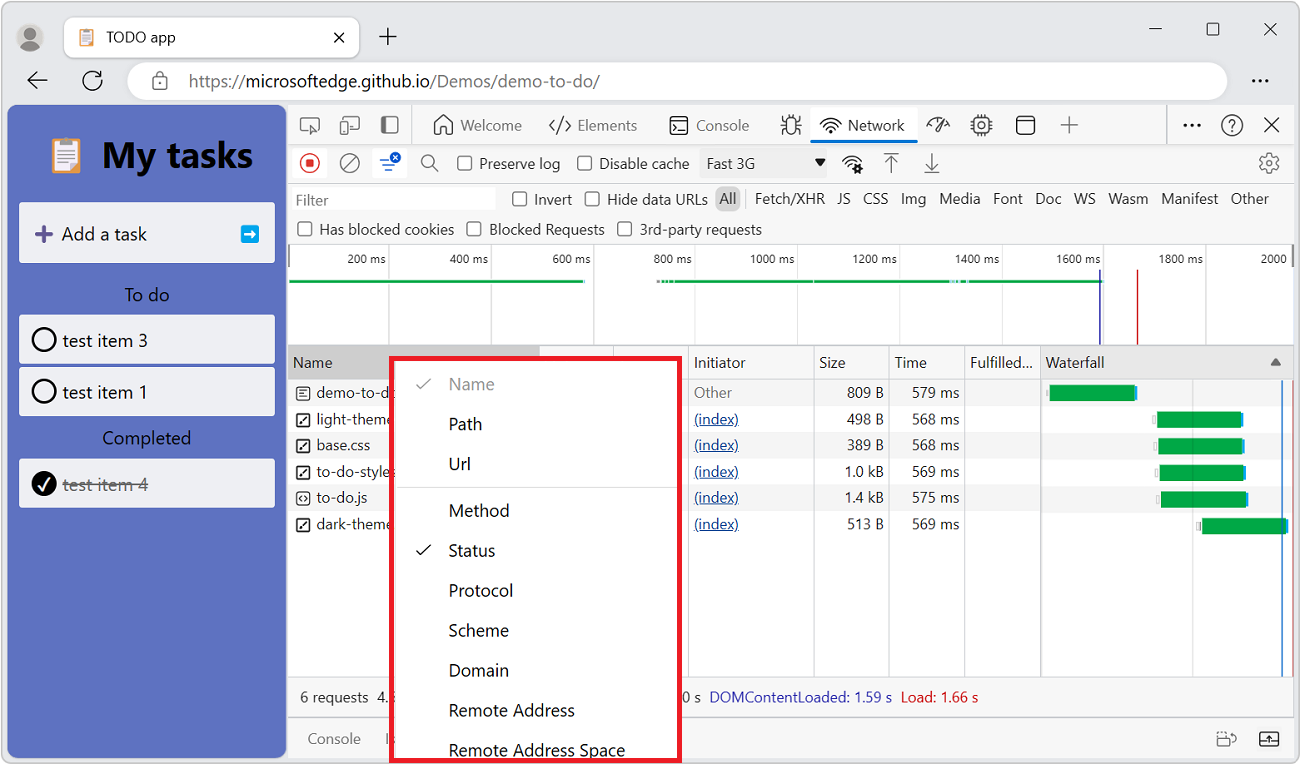 TODO app
https://microsoftedge.github.io/Demos/demo-to-do/
My tasks
Add a task
To do
test item 3
test item 1
Completed
test item 4
Welcome Elements Console Network
Preserve log Disable cache Fast 3G
Filter Invert Hide data URLs All Fetch/XHR JS CSS Img Media Font Doc WS Wasm Manifest Other
Has blocked cookies Blocked Requests 3rd-party requests
200 ms 400 ms 600 ms 800 ms 1000 ms 1200 ms 1400 ms 1600 ms 1800 ms 2000
Name Initiator Size Time Fulfilled... Waterfall
demo-to-do Other 809 B 579 ms
light-theme (index) 498 B 568 ms
base.css (index) 389 B 568 ms
to-do-styles (index) 1.0 kB 569 ms
to-do.js (index) 1.4 kB 575 ms
dark-theme (index) 513 B 569 ms
Name
Path
Url
Method
Status
Protocol
Scheme
Domain
Remote Address
Remote Address Space
6 requests 4. 0 s DOMContentLoaded: 1.59 s Load: 1.66 s
Console